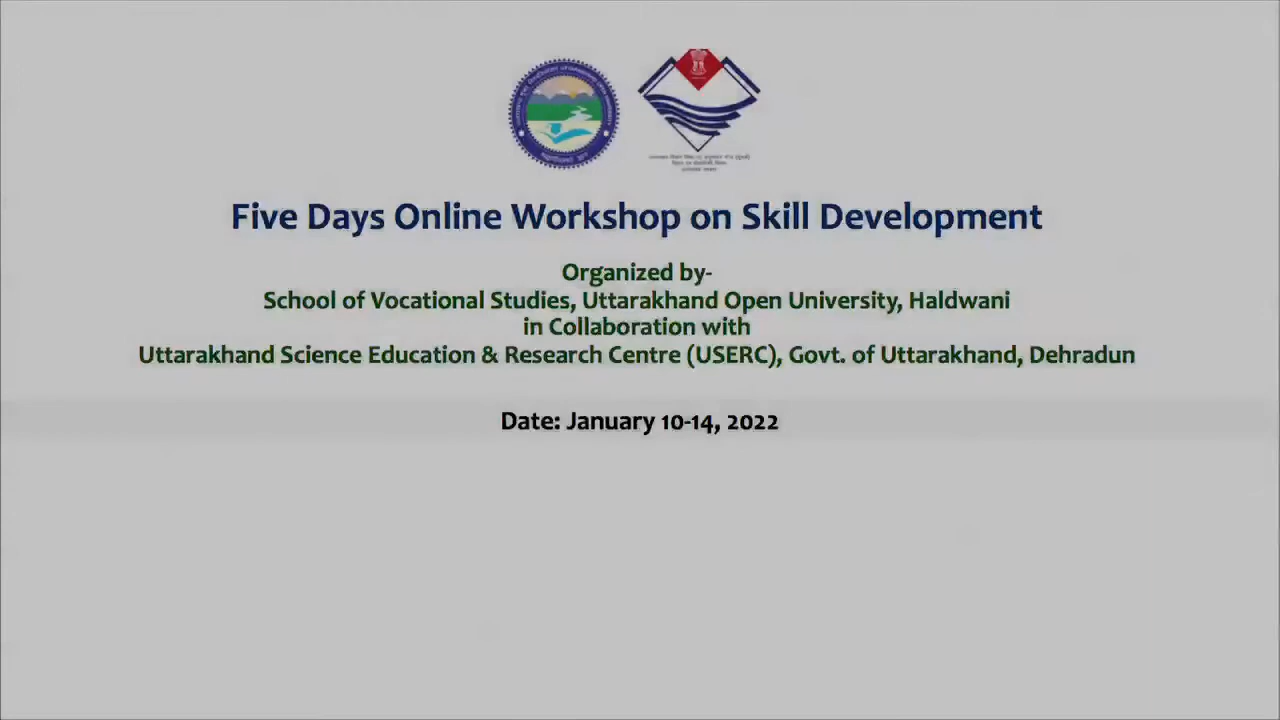 Five Days Online Workshop on Skill Development
Organized by-
School of Vocational Studies, Uttarakhand Open University, Haldwani
in Collaboration with
Uttarakhand Science Education & Research Centre (USERC), Govt. of Uttarakhand, Dehradun
Date: January 10-14, 2022